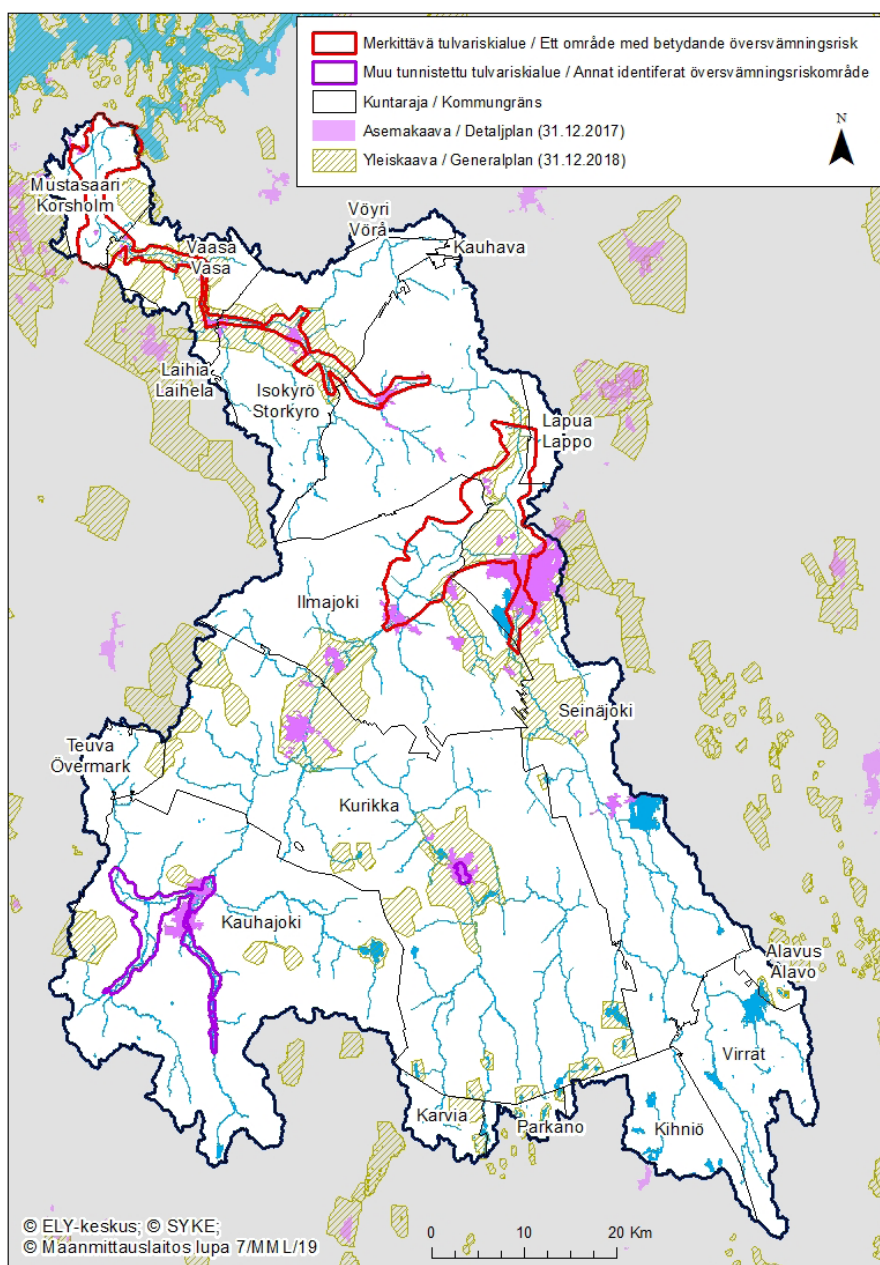 Merkittävä tulvariskialue / Ett område med betydande översvämningsrisk
Muu tunnistettu tulvariskialue / Annat identiferat översvämningsriskområde
Kuntaraja / Kommungräns
Asemakaava / Detaljplan (31.12.2017)
Yleiskaava / Generalplan (31.12.2018)
N
Mustasaari
Korsholm
Vöyri
Vörå
Vaasa
Vasa
Kauhava
Laihia
Laihela
Isokyrö
Storkyro
Lapua
Lappo
Ilmajoki
Seinäjoki
Teuva
Övermark
Kurikka
Kauhajoki
Alavus
Alavo
Virrat
Karvia
Parkano
Kihniö
© ELY-keskus; © SYKE;
© Maanmittauslaitos lupa 7/MML/19
0 10 20 Km